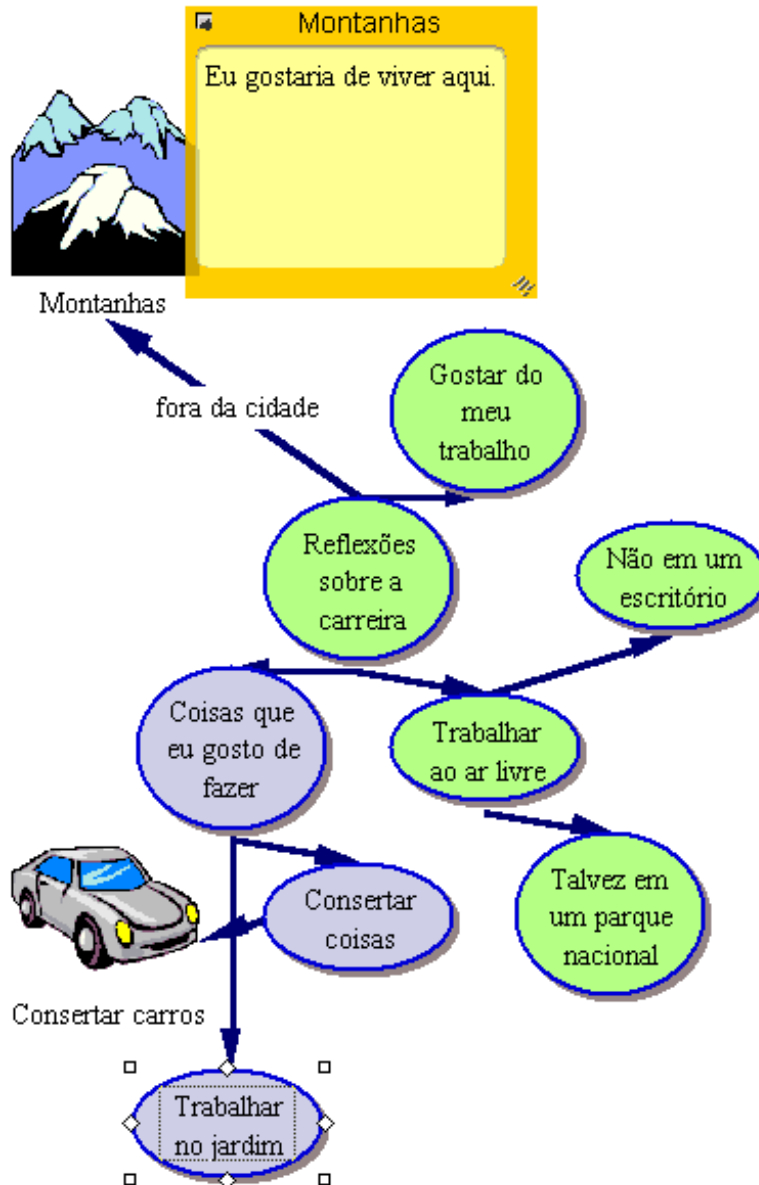 Montanhas
Eu gostaria de viver aqui.
Montanhas
fora da cidade
Gostar do
meu
trabalho
Reflexões
sobre a
carreira
Não em um
escritório
Coisas que
eu gosto de
fazer
Trabalhar
ao ar livre
Consertar
coisas
Talvez em
um parque
nacional
Consertar carros
Trabalhar
no jardim